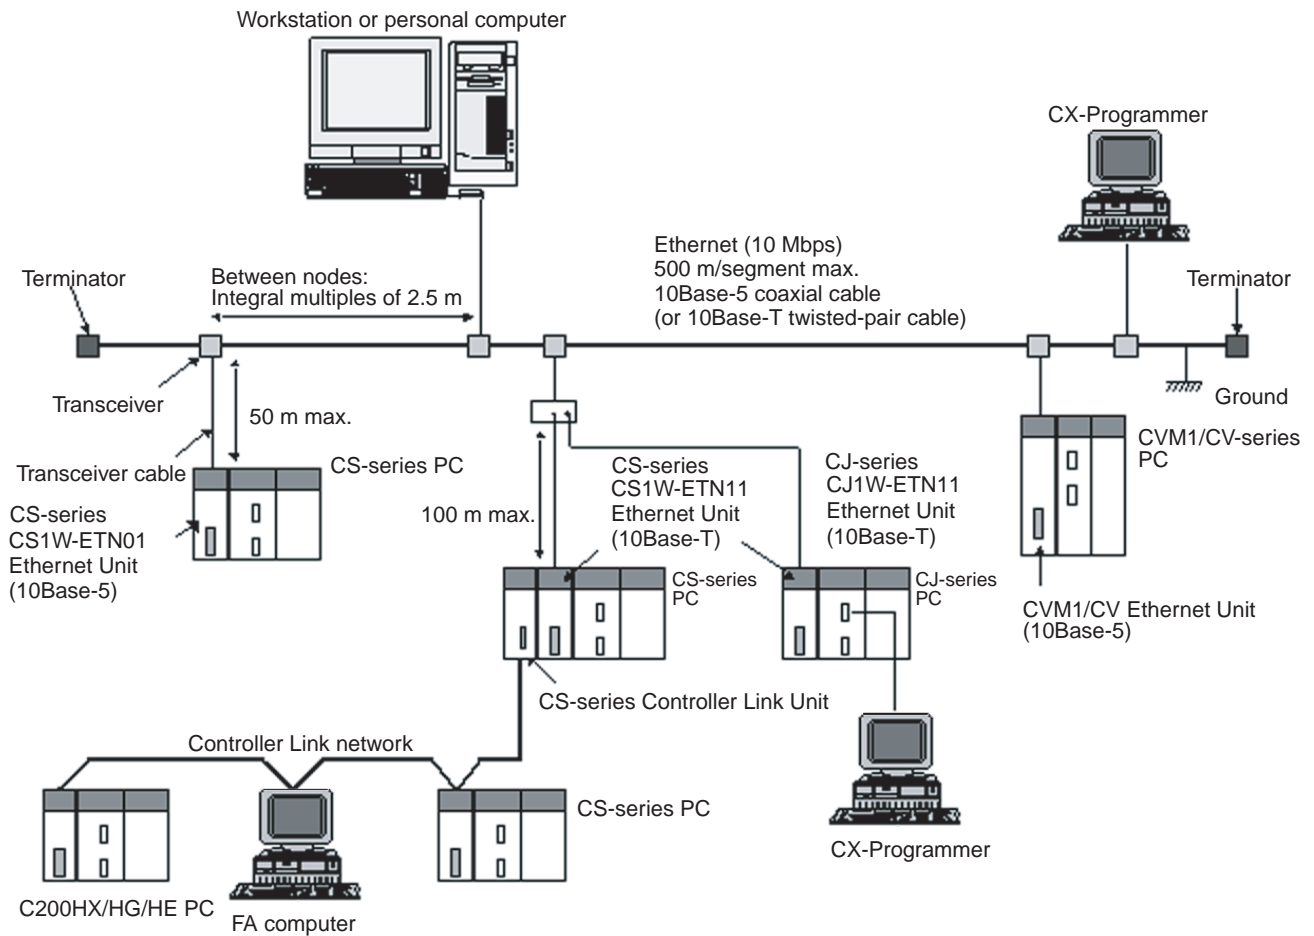 Workstation or personal computer
CX-Programmer
Ethernet (10 Mbps)
500 m/segment max.
10Base-5 coaxial cable
(or 10Base-T twisted-pair cable)
Terminator
Between nodes:
Integral multiples of 2.5 m
Terminator
Transceiver
50 m max.
Ground
Transceiver cable
CS-series PC
CS-series
CS1W-ETN01
Ethernet Unit
(10Base-5)
100 m max.
CS-series
CS1W-ETN11
Ethernet Unit
(10Base-T)
CJ-series
CJ1W-ETN11
Ethernet Unit
(10Base-T)
CVM1/CV-series
PC
CS-series
PC
CJ-series
PC
CVM1/CV Ethernet Unit
(10Base-5)
CS-series Controller Link Unit
Controller Link network
CS-series PC
CX-Programmer
C200HX/HG/HE PC
FA computer